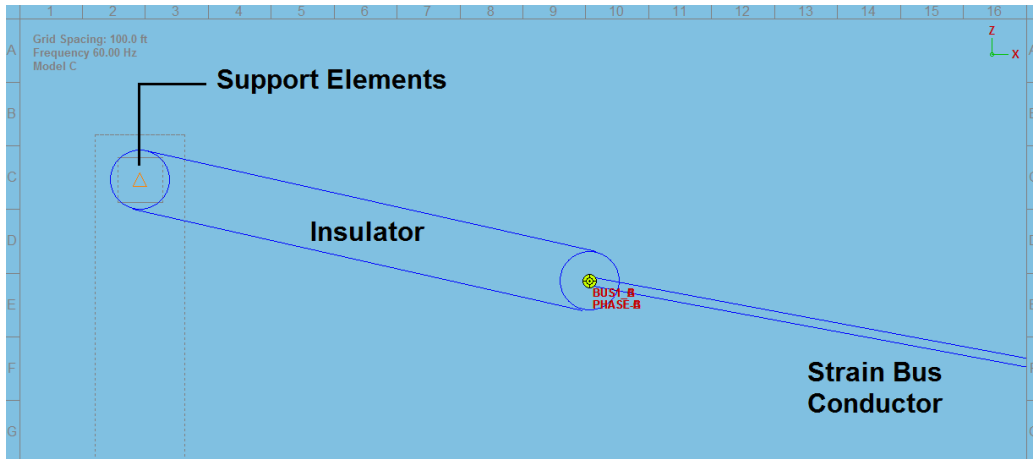 1 2 3 4 5 6 7 8 9 10 11 12 13 14 15 16
Grid Spacing: 100.0 ft
Frequency 60.00 Hz
Model C
Z
X
Support Elements
Insulator
PHASE-
Strain Bus
Conductor
A
B
C
D
E
F
G
A
B
C
D
E